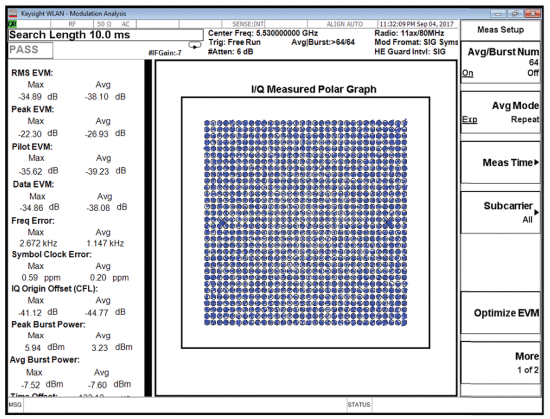 Keysight WLAN - Modulation Analysis
RF 50 Ω AC SENSE:INT ALIGN AUTO 11:32:09 PM Sep 04, 2017
Search Length 10.0 ms
PASS
#IFGain:-7
Center Freq: 5.530000000 GHz
Trig: Free Run Avg|Burst:>64/64
#Atten: 6 dB
Radio: 11ax/80MHz
Mod Fromat: SIG Syms
HE Guard Intvl: SIG
RMS EVM:
Max Avg
-34.89 dB -38.10 dB
Peak EVM:
Max Avg
-22.30 dB -26.93 dB
Pilot EVM:
Max Avg
-35.62 dB -39.23 dB
Data EVM:
Max Avg
-34.86 dB -38.08 dB
Freq Error:
Max Avg
2.672 kHz 1.147 kHz
Symbol Clock Error:
Max Avg
0.59 ppm 0.20 ppm
IQ Origin Offset (CFL):
Max Avg
-41.12 dB -44.77 dB
Peak Burst Power:
Max Avg
5.94 dBm 3.23 dBm
Avg Burst Power:
Max Avg
-7.52 dBm -7.60 dBm
Time Offset:
I/Q Measured Polar Graph
Meas Setup
Avg/Burst Num
64
On Off
Avg Mode
Exp Repeat
Meas Time
Subcarrier
All
Optimize EVM
More
1 of 2
MSG STATUS